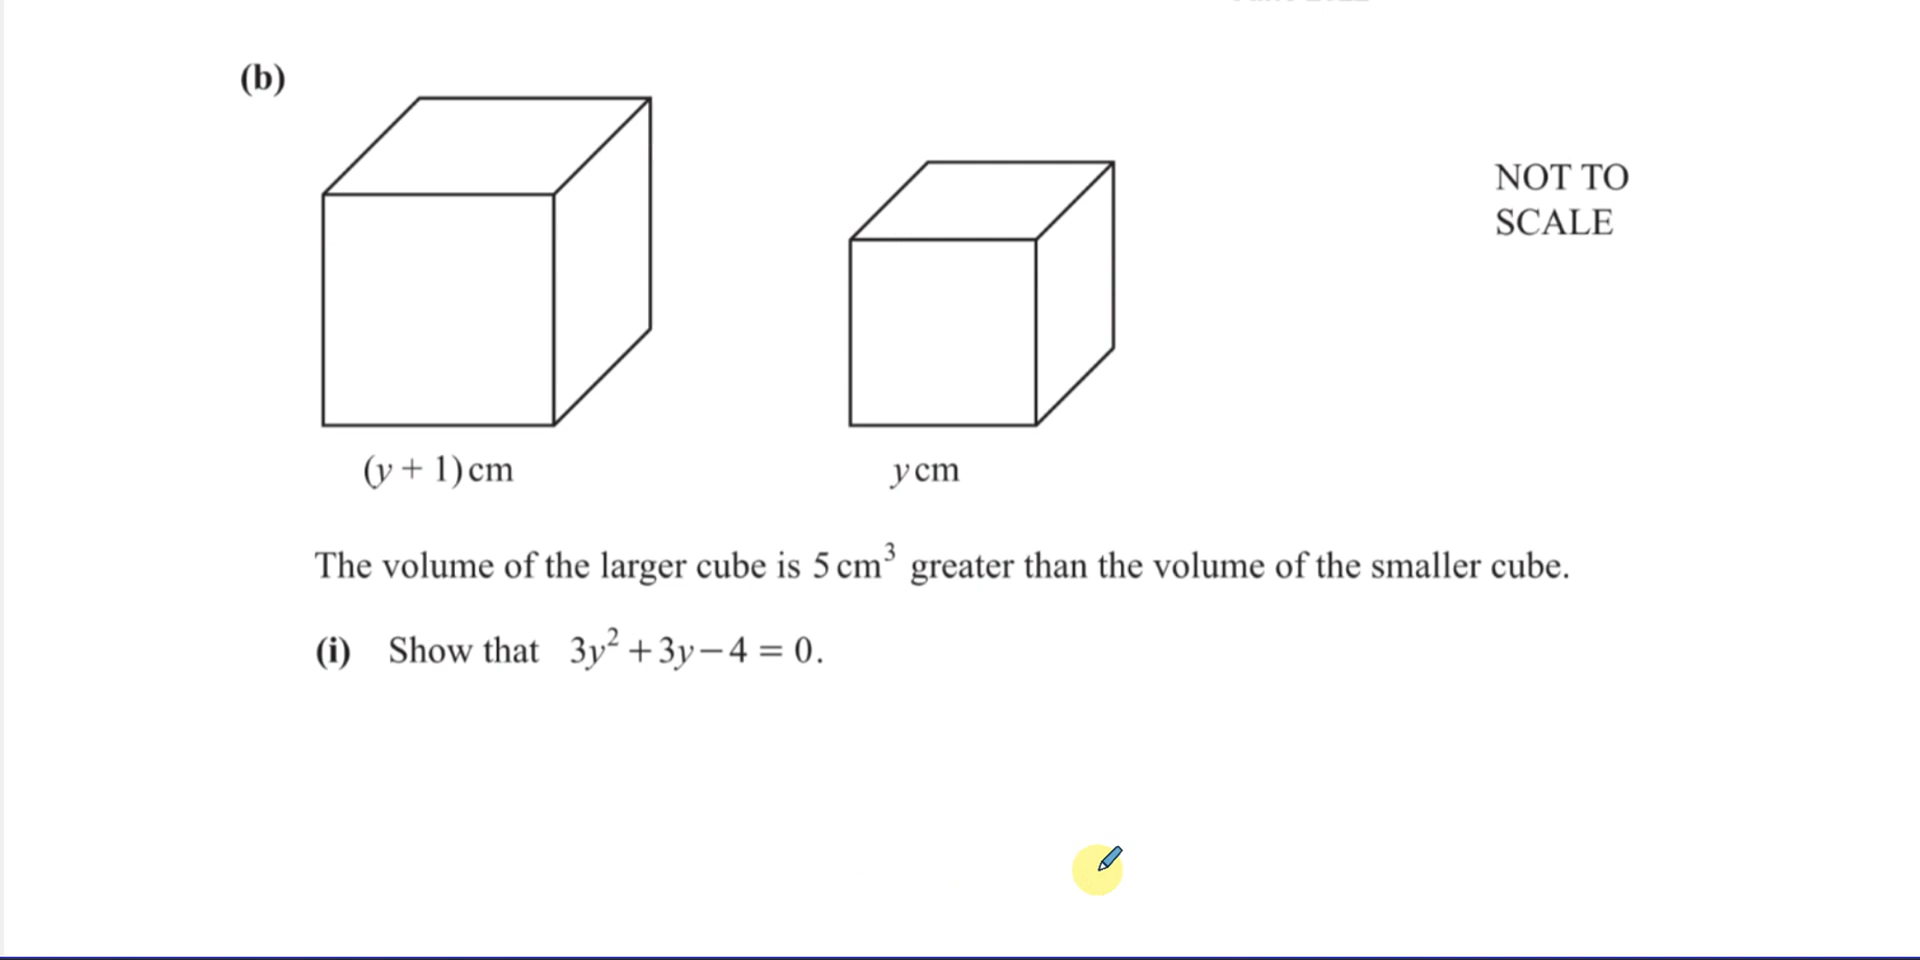 (b)
NOT TO
SCALE
(y + 1) cm
y cm
The volume of the larger cube is 5 cm³ greater than the volume of the smaller cube.
(i) Show that 3y² + 3y − 4 = 0.